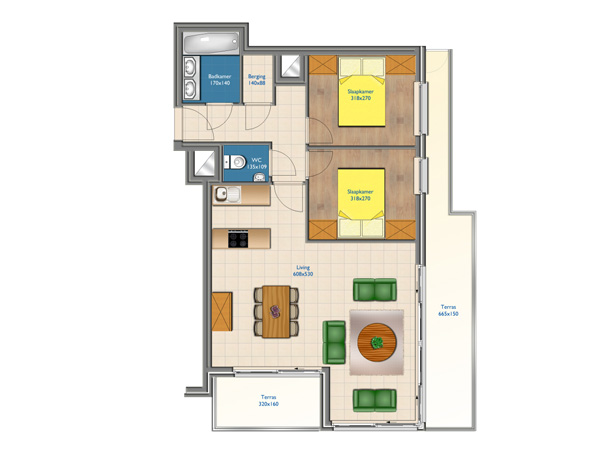 Badkamer
170x140
Berging
140x88
Slaapkamer
318x270
WC
135x109
Slaapkamer
318x270
Living
608x530
Terras
665x150
Terras
320x160